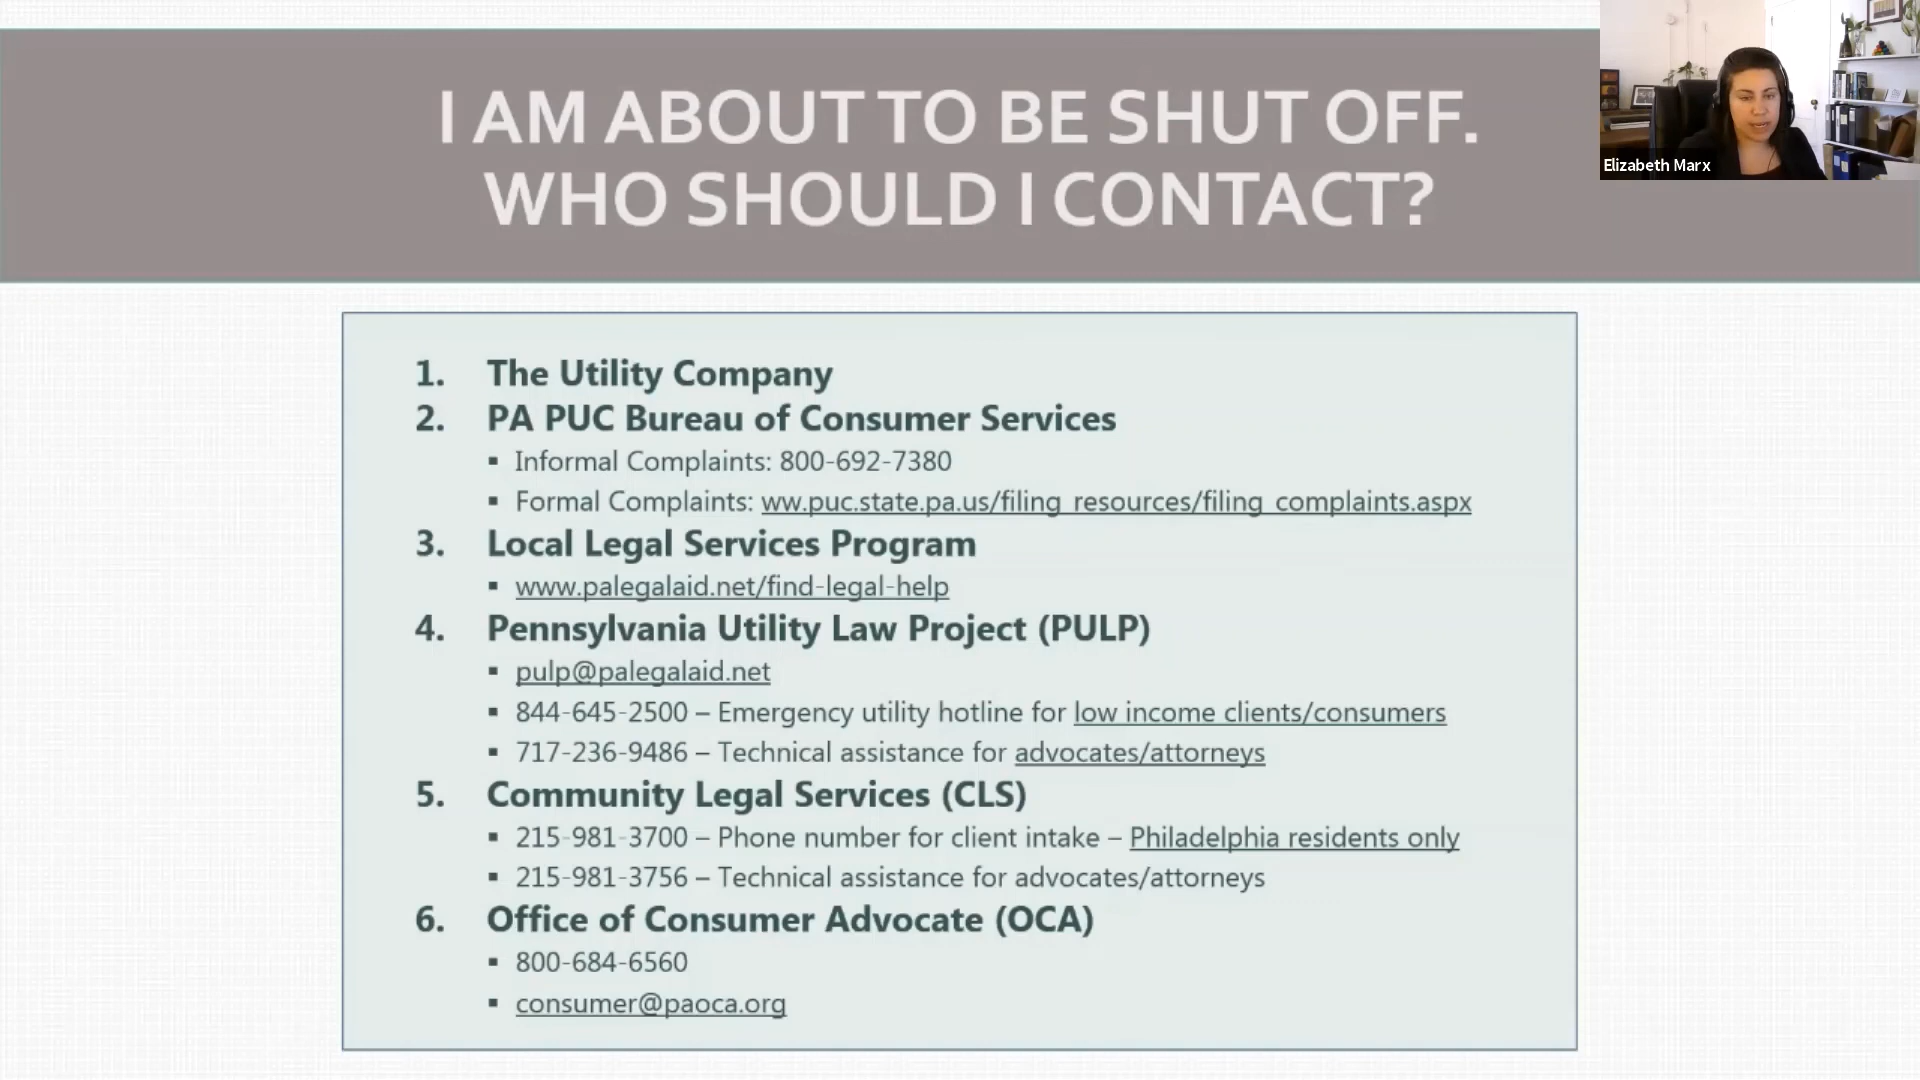 I AM ABOUT TO BE SHUT OFF.
WHO SHOULD I CONTACT?
Elizabeth Marx
1. The Utility Company
2. PA PUC Bureau of Consumer Services
▪ Informal Complaints: 800-692-7380
▪ Formal Complaints: ww.puc.state.pa.us/filing_resources/filing_complaints.aspx
3. Local Legal Services Program
▪ www.palegalaid.net/find-legal-help
4. Pennsylvania Utility Law Project (PULP)
▪ pulp@palegalaid.net
▪ 844-645-2500 – Emergency utility hotline for low income clients/consumers
▪ 717-236-9486 – Technical assistance for advocates/attorneys
5. Community Legal Services (CLS)
▪ 215-981-3700 – Phone number for client intake – Philadelphia residents only
▪ 215-981-3756 – Technical assistance for advocates/attorneys
6. Office of Consumer Advocate (OCA)
▪ 800-684-6560
▪ consumer@paoca.org